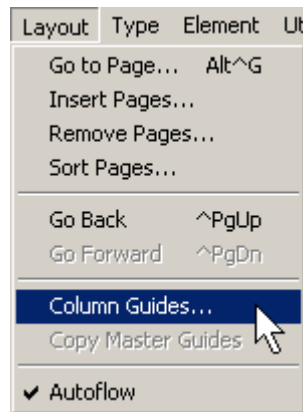 Layout Type Element Ut
Go to Page... Alt^G
Insert Pages...
Remove Pages...
Sort Pages...
Go Back ^PgUp
Go Forward ^PgDn
Column Guides...
Copy Master Guides
✔ Autoflow